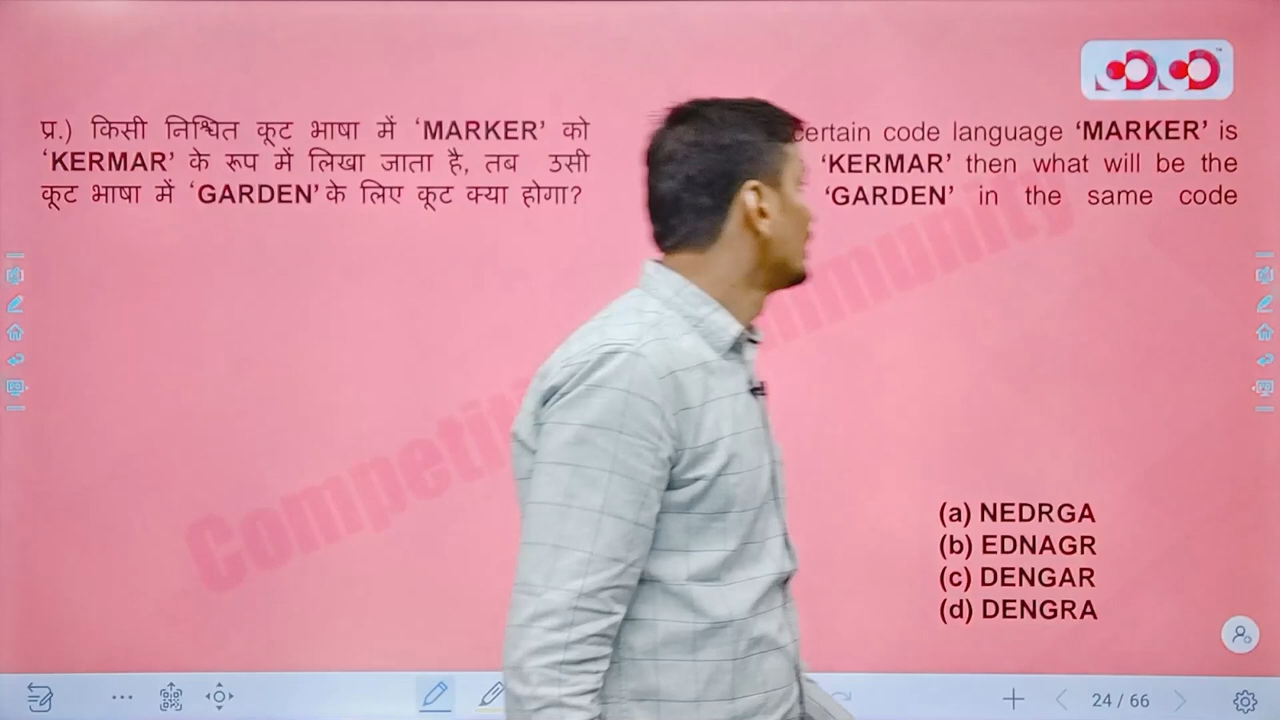 प्र.) किसी निश्चित कूट भाषा में ‘MARKER’ को
‘KERMAR’ के रूप में लिखा जाता है, तब उसी
कूट भाषा में ‘GARDEN’ के लिए कूट क्या होगा?
certain code language ‘MARKER’ is
‘KERMAR’ then what will be the
‘GARDEN’ in the same code
(a) NEDRGA
(b) EDNAGR
(c) DENGAR
(d) DENGRA
24 / 66